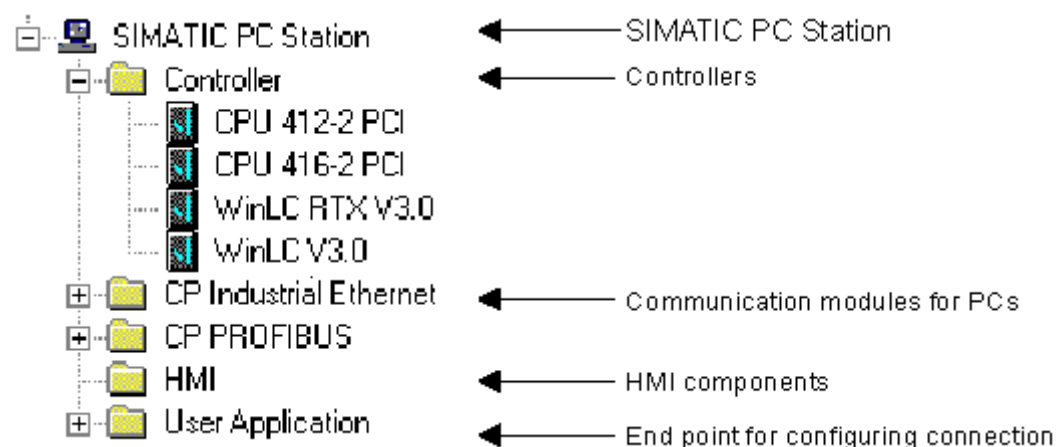 SIMATIC PC Station SIMATIC PC Station
Controller Controllers
CPU 412-2 PCI
CPU 416-2 PCI
WinLC RTX V3.0
WinLC V3.0
CP Industrial Ethernet Communication modules for PCs
CP PROFIBUS
HMI HMI components
User Application End point for configuring connection